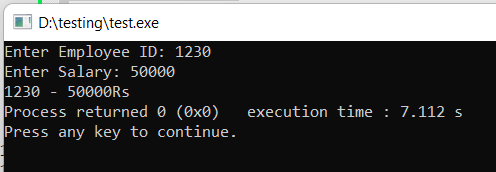 D:\testing\test.exe
Enter Employee ID: 1230
Enter Salary: 50000
1230 - 50000Rs
Process returned 0 (0x0)   execution time : 7.112 s
Press any key to continue.